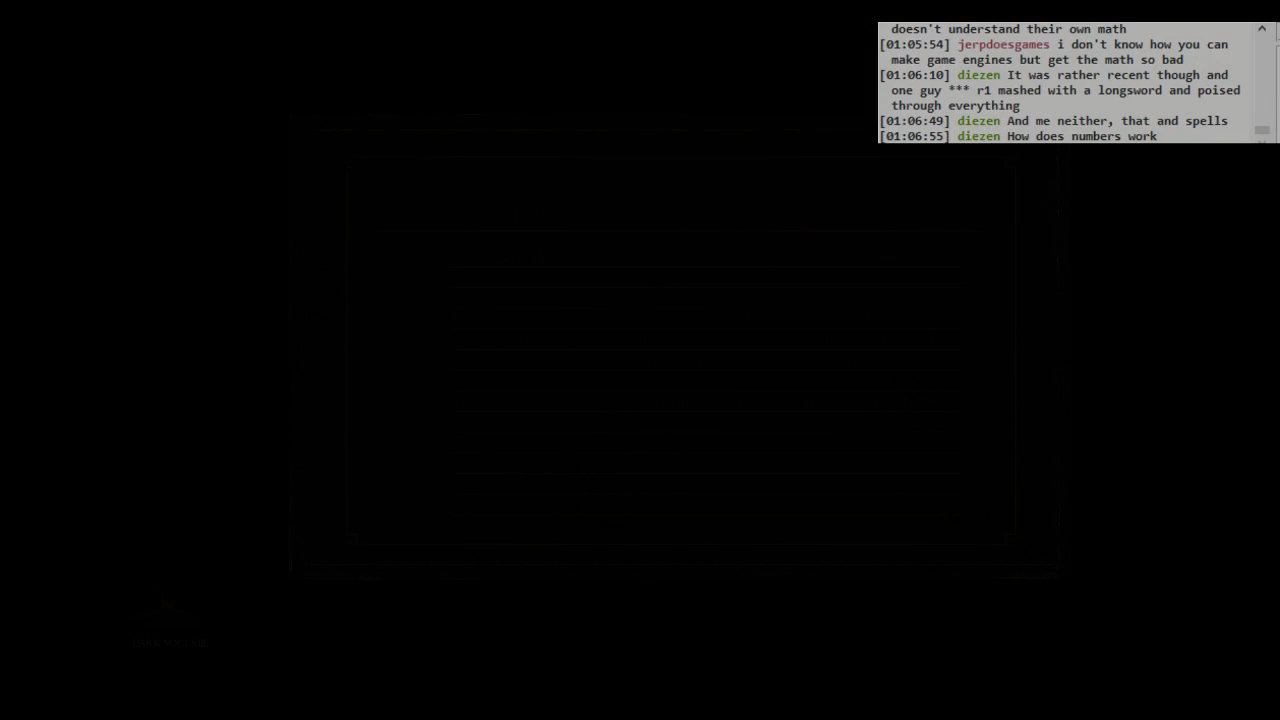 doesn't understand their own math
[01:05:54] jerpdoesgames i don't know how you can
make game engines but get the math so bad
[01:06:10] diezen It was rather recent though and
one guy *** r1 mashed with a longsword and poised
through everything
[01:06:49] diezen And me neither, that and spells
[01:06:55] diezen How does numbers work